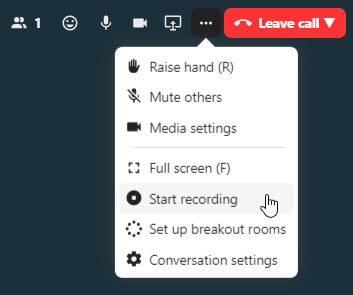 1 Leave call ▼
Raise hand (R)
Mute others
Media settings
Full screen (F)
Start recording
Set up breakout rooms
Conversation settings